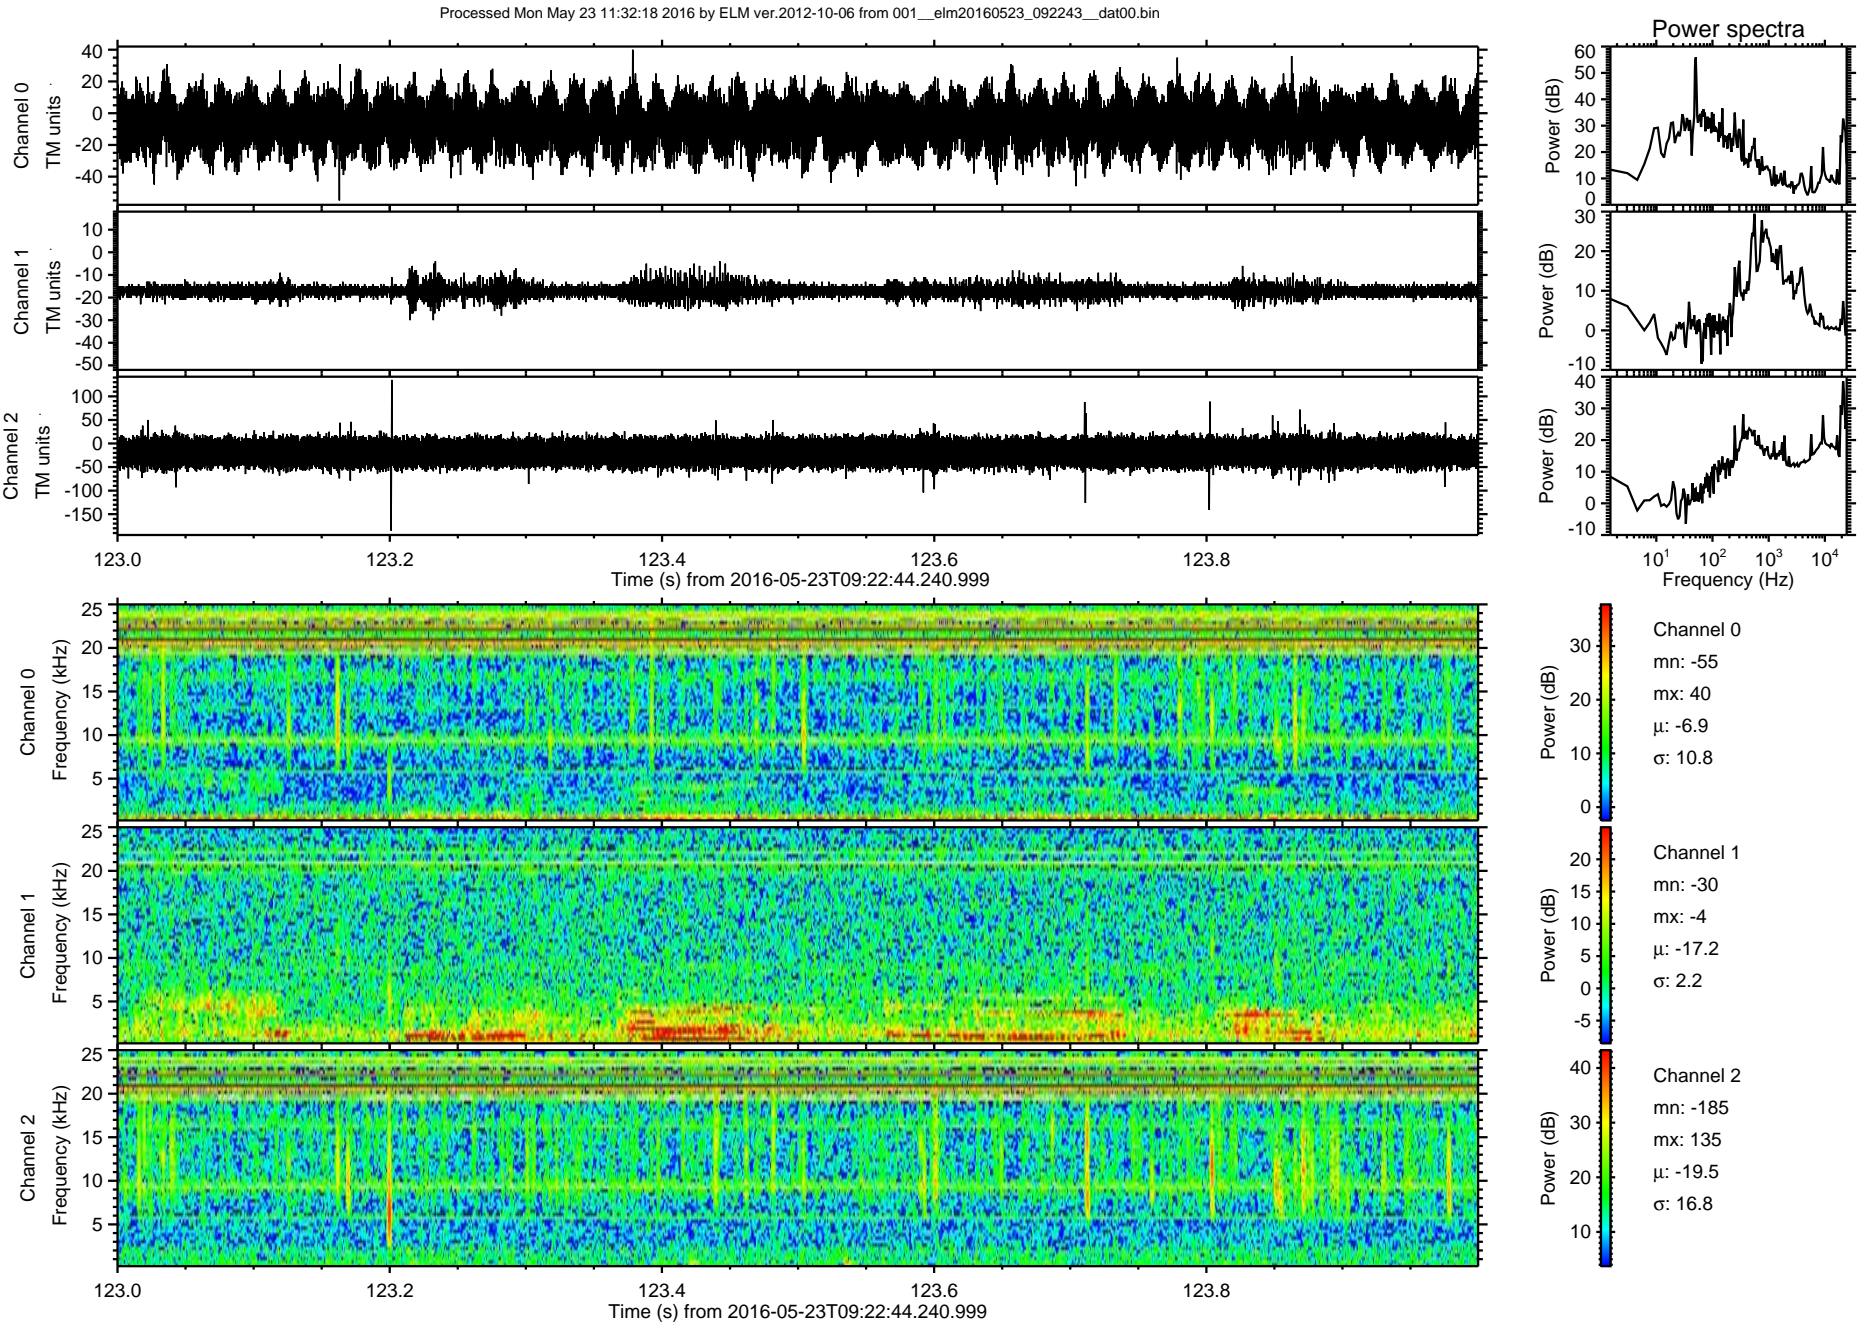 Processed Mon May 23 11:32:18 2016 by ELM ver.2012-10-06 from 001__elm20160523_092243__dat00.bin
Power spectra
Channel 0
TM units
40
20
0
-20
-40
Power (dB)
60
50
40
30
20
10
0
Channel 1
TM units
10
0
-10
-20
-30
-40
-50
Power (dB)
30
20
10
0
-10
Channel 2
TM units
100
50
0
-50
-100
-150
Power (dB)
40
30
20
10
0
-10
123.0 123.2 123.4 123.6 123.8
Time (s) from 2016-05-23T09:22:44.240.999
10^1 10^2 10^3 10^4
Frequency (Hz)
Channel 0
Frequency (kHz)
25
20
15
10
5
Power (dB)
30
20
10
0
Channel 0
mn: -55
mx: 40
μ: -6.9
σ: 10.8
Channel 1
Frequency (kHz)
25
20
15
10
5
Power (dB)
20
15
10
5
0
-5
Channel 1
mn: -30
mx: -4
μ: -17.2
σ: 2.2
Channel 2
Frequency (kHz)
25
20
15
10
5
Power (dB)
40
30
20
10
Channel 2
mn: -185
mx: 135
μ: -19.5
σ: 16.8
123.0 123.2 123.4 123.6 123.8
Time (s) from 2016-05-23T09:22:44.240.999